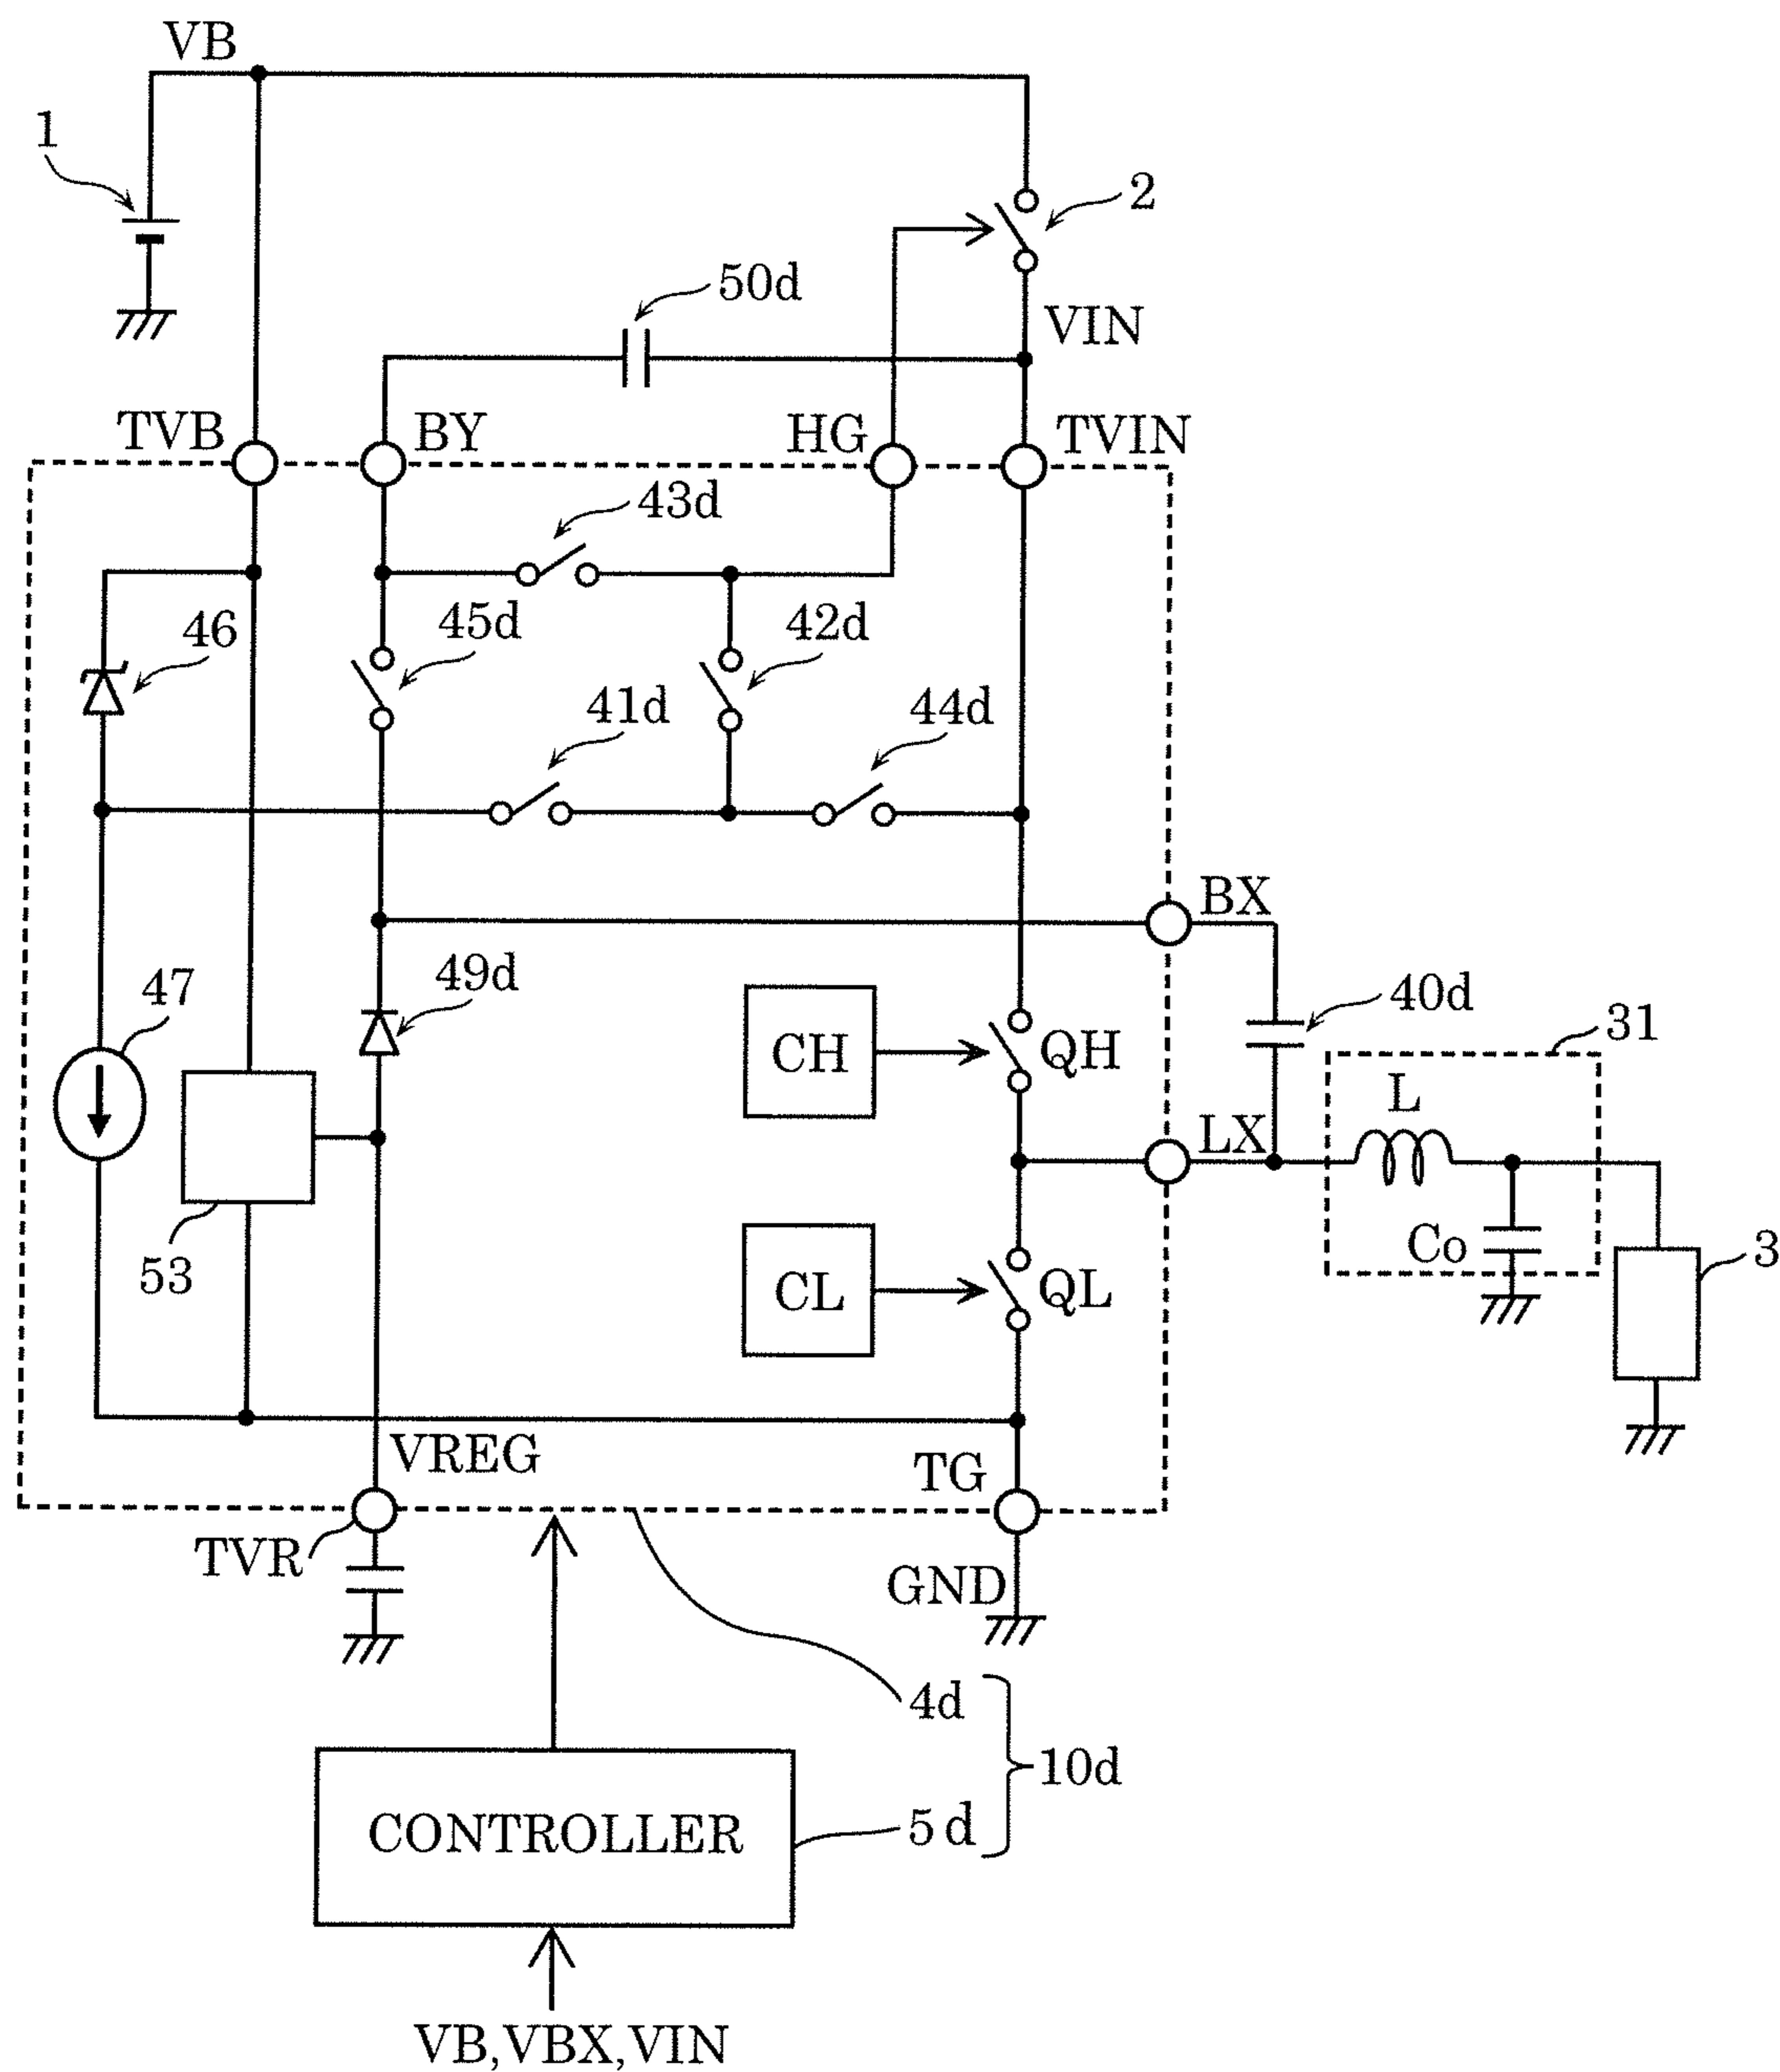 VB
1
2
50d
VIN
TVB
BY
HG
TVIN
43d
46
45d
42d
41d
44d
BX
47
49d
40d
31
CH
QH
L
LX
53
CL
QL
Co
3
VREG
TG
TVR
GND
4d
10d
CONTROLLER
5d
VB,VBX,VIN